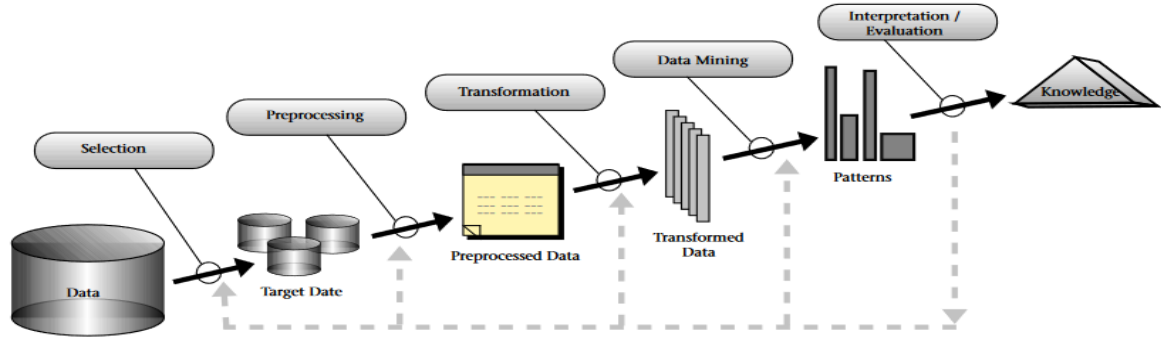 Interpretation /
Evaluation
Data Mining
Transformation
Preprocessing
Selection
Data
Target Date
Preprocessed Data
Transformed
Data
Patterns
Knowledge